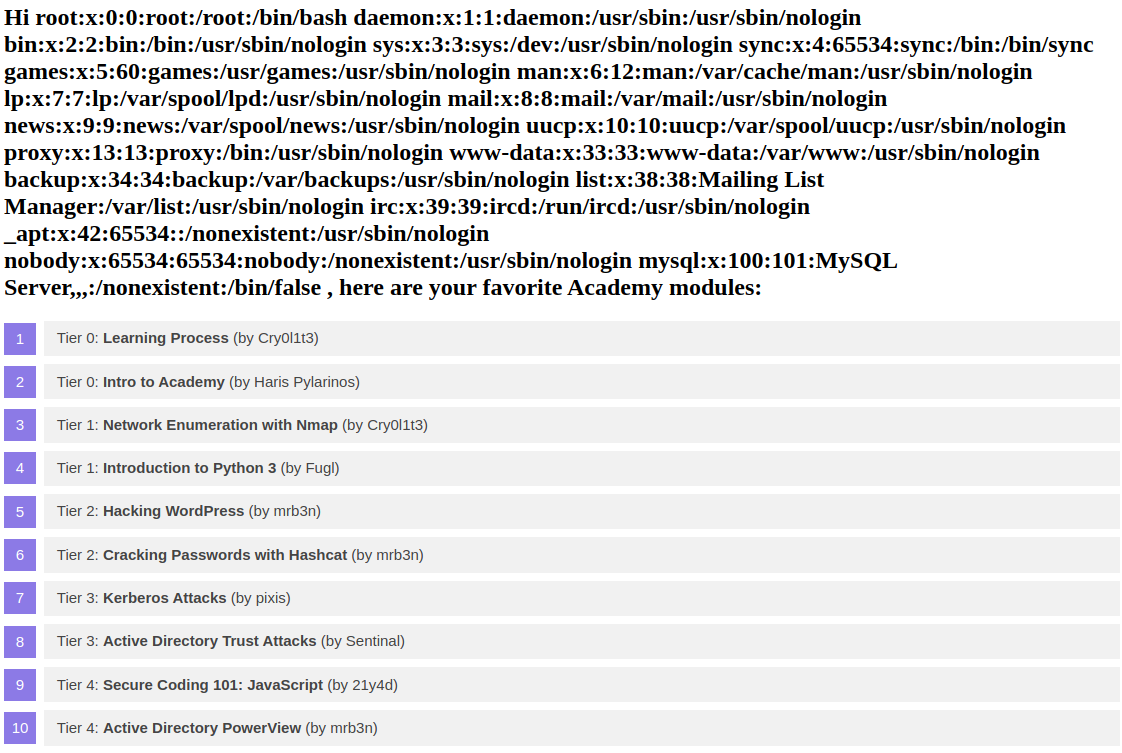 Hi root:x:0:0:root:/root:/bin/bash daemon:x:1:1:daemon:/usr/sbin:/usr/sbin/nologin
bin:x:2:2:bin:/bin:/usr/sbin/nologin sys:x:3:3:sys:/dev:/usr/sbin/nologin sync:x:4:65534:sync:/bin:/bin/sync
games:x:5:60:games:/usr/games:/usr/sbin/nologin man:x:6:12:man:/var/cache/man:/usr/sbin/nologin
lp:x:7:7:lp:/var/spool/lpd:/usr/sbin/nologin mail:x:8:8:mail:/var/mail:/usr/sbin/nologin
news:x:9:9:news:/var/spool/news:/usr/sbin/nologin uucp:x:10:10:uucp:/var/spool/uucp:/usr/sbin/nologin
proxy:x:13:13:proxy:/bin:/usr/sbin/nologin www-data:x:33:33:www-data:/var/www:/usr/sbin/nologin
backup:x:34:34:backup:/var/backups:/usr/sbin/nologin list:x:38:38:Mailing List
Manager:/var/list:/usr/sbin/nologin irc:x:39:39:ircd:/run/ircd:/usr/sbin/nologin
_apt:x:42:65534::/nonexistent:/usr/sbin/nologin
nobody:x:65534:65534:nobody:/nonexistent:/usr/sbin/nologin mysql:x:100:101:MySQL
Server,,,:/nonexistent:/bin/false , here are your favorite Academy modules:
1 Tier 0: Learning Process (by Cry0l1t3)
2 Tier 0: Intro to Academy (by Haris Pylarinos)
3 Tier 1: Network Enumeration with Nmap (by Cry0l1t3)
4 Tier 1: Introduction to Python 3 (by Fugl)
5 Tier 2: Hacking WordPress (by mrb3n)
6 Tier 2: Cracking Passwords with Hashcat (by mrb3n)
7 Tier 3: Kerberos Attacks (by pixis)
8 Tier 3: Active Directory Trust Attacks (by Sentinal)
9 Tier 4: Secure Coding 101: JavaScript (by 21y4d)
10 Tier 4: Active Directory PowerView (by mrb3n)